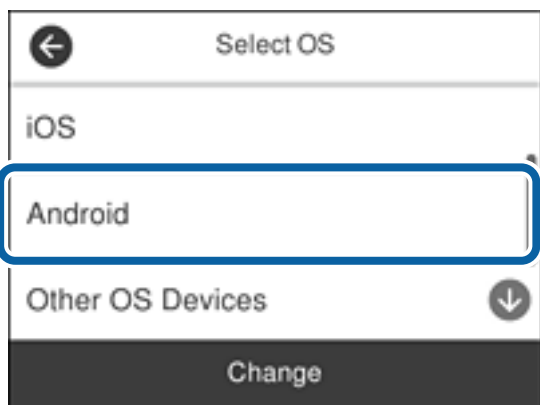 Select OS
iOS
Android
Other OS Devices
Change